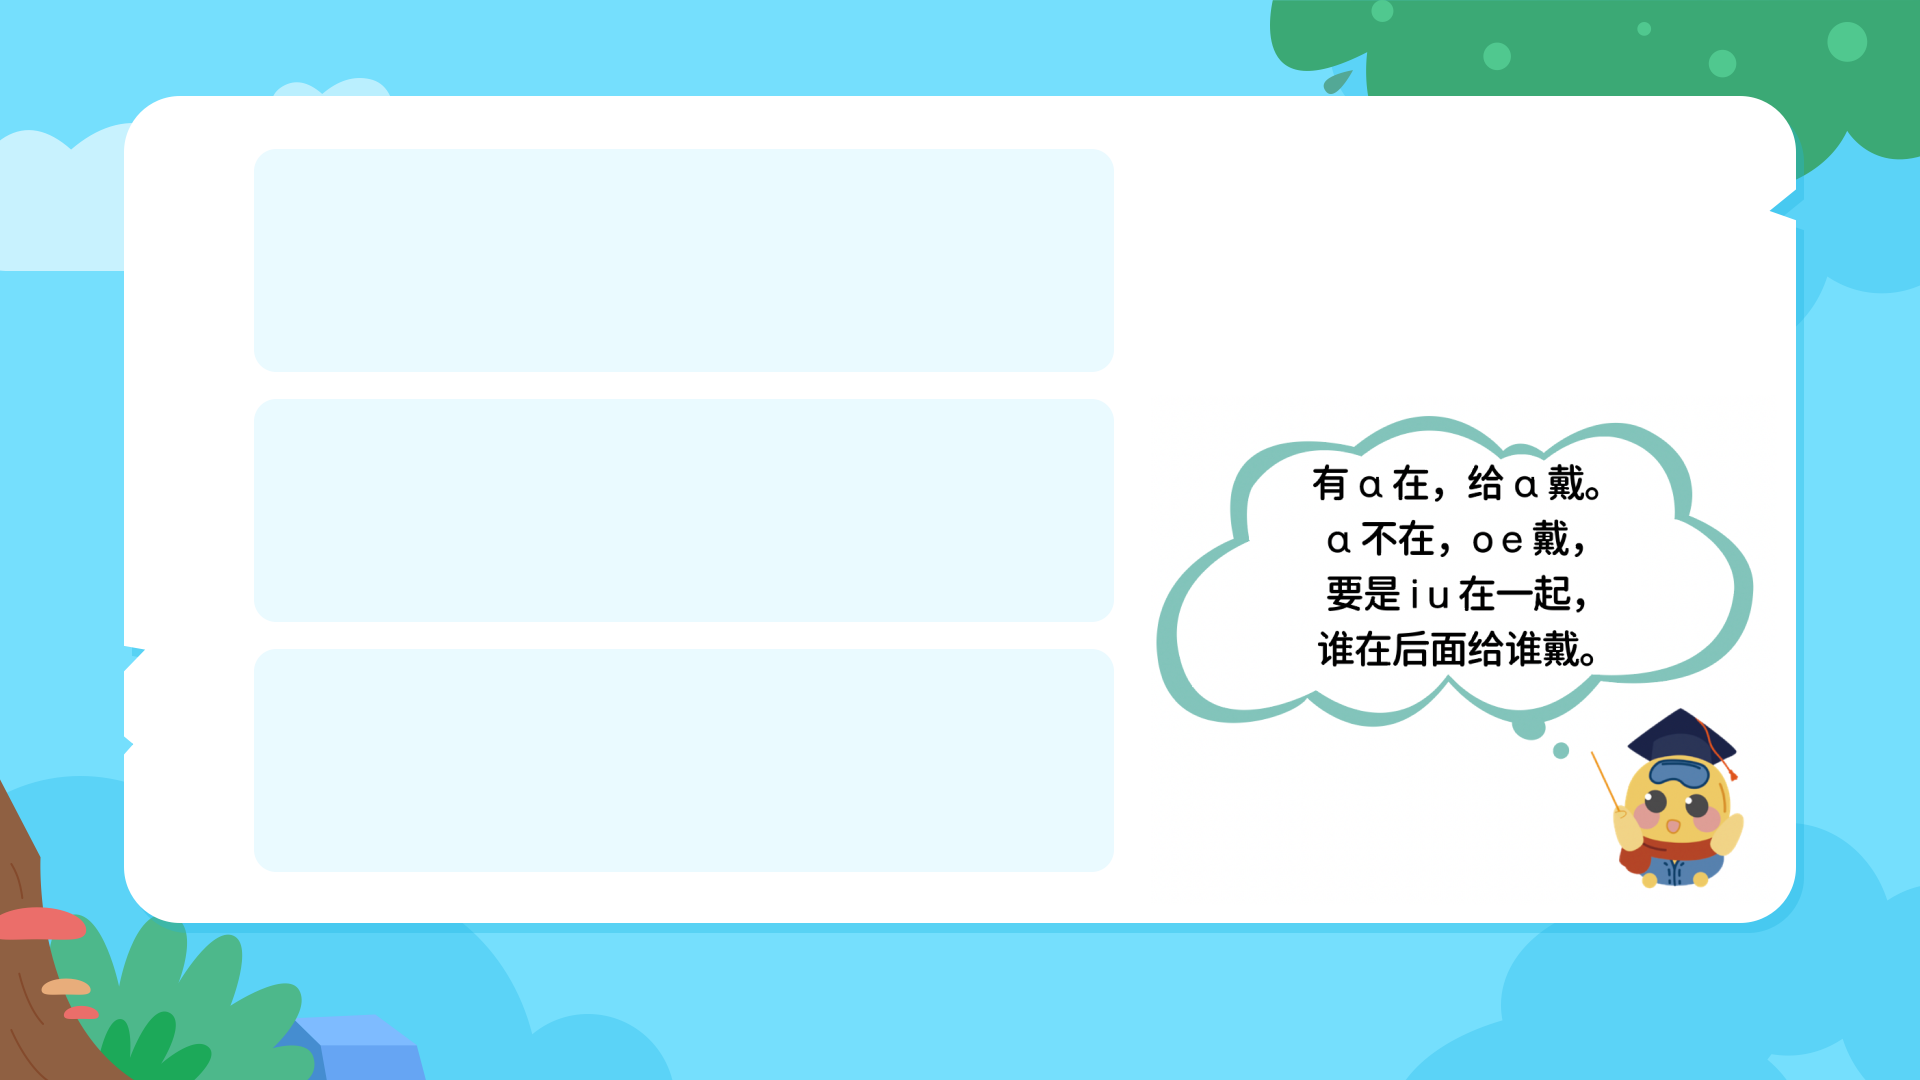 有 ɑ 在，给 ɑ 戴。
ɑ 不在，o e 戴，
要是 i u 在一起，
谁在后面给谁戴。